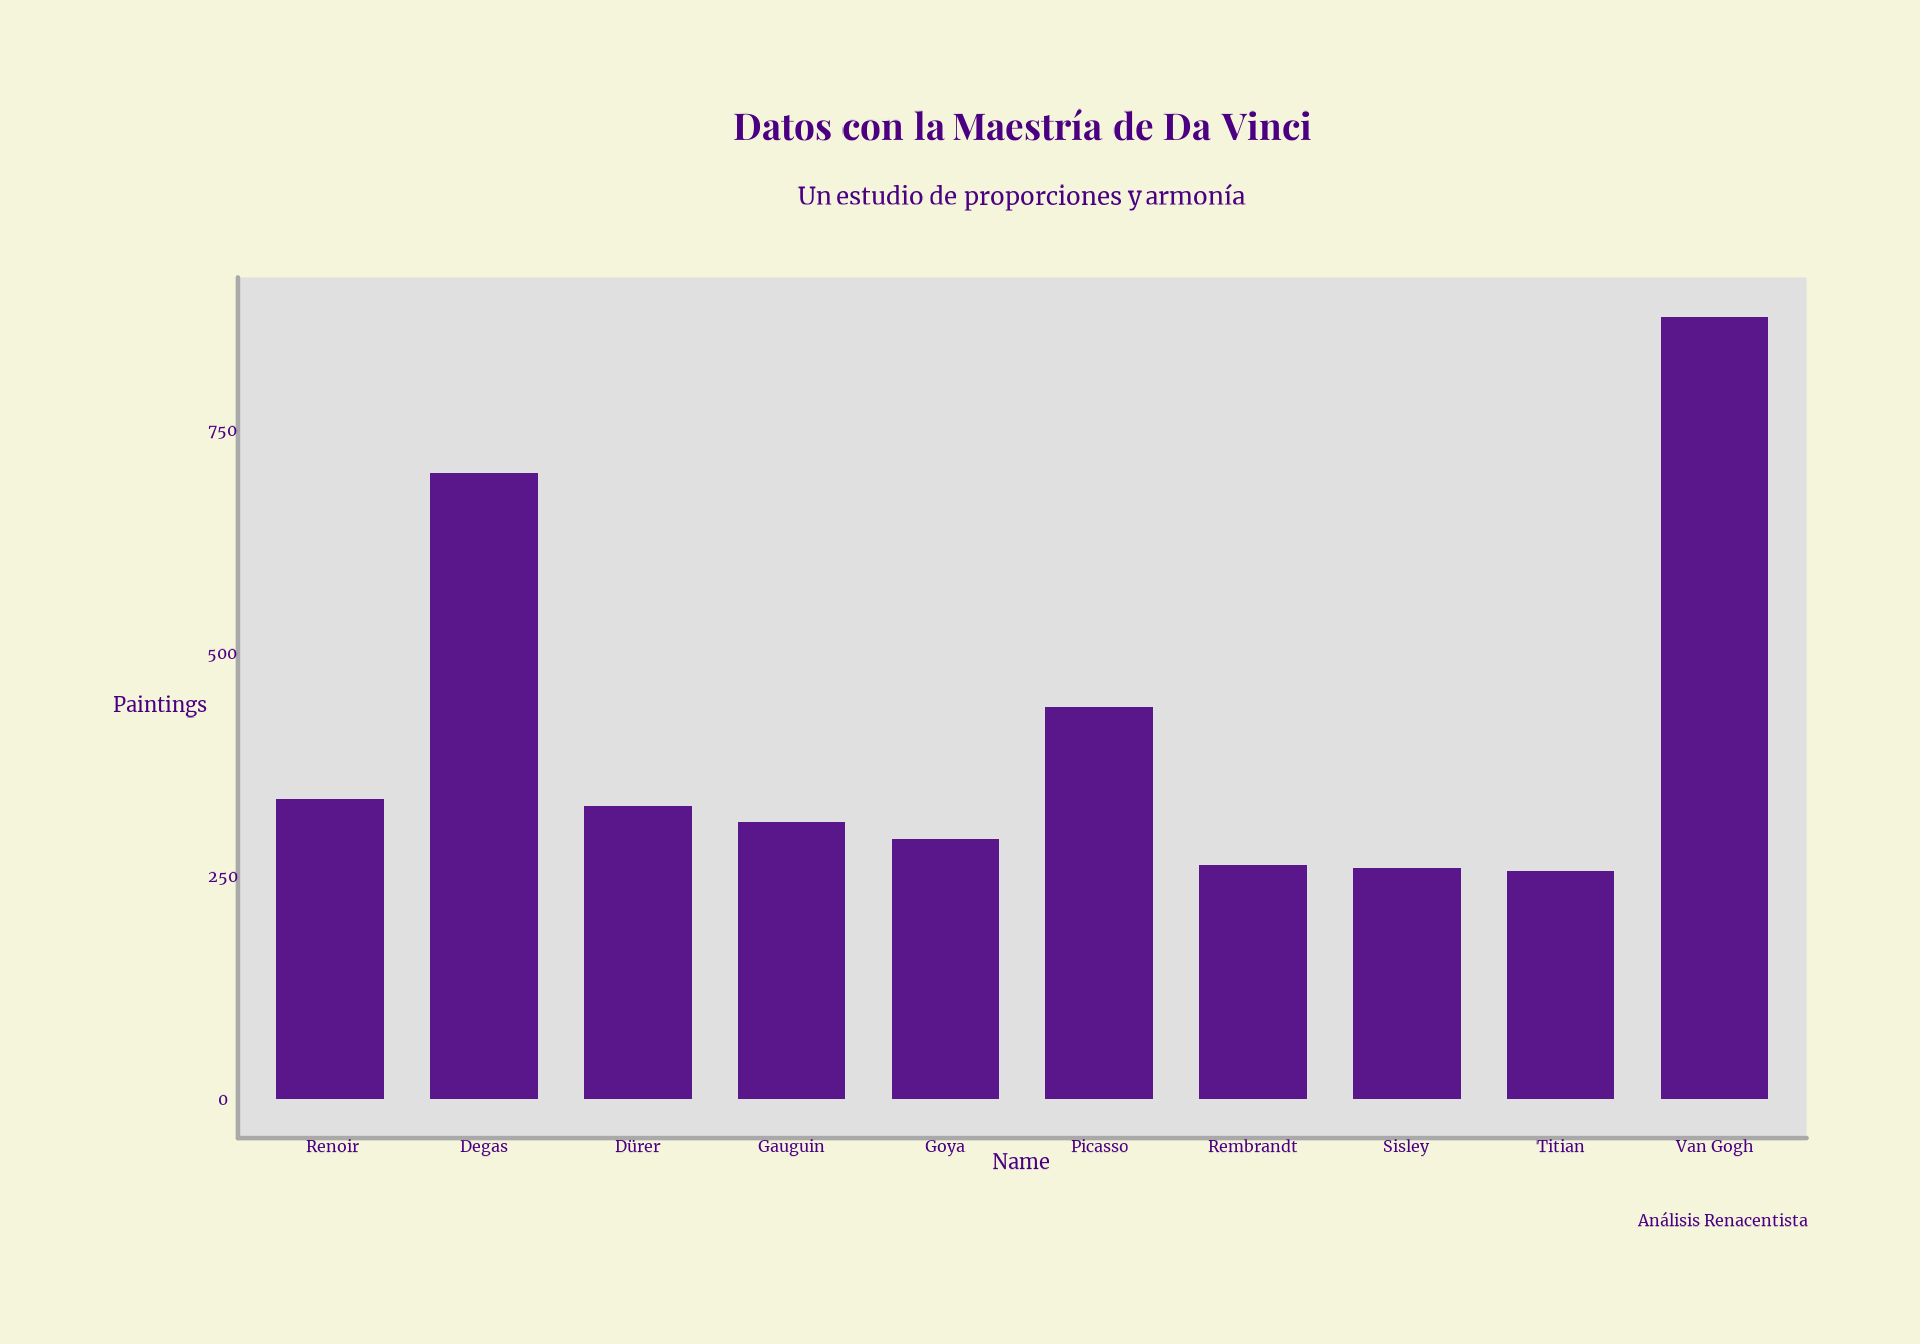 Datos con la Maestría de Da Vinci
Un estudio de proporciones y armonía
750
500
Paintings
250
0
Renoir Degas Dürer Gauguin Goya Picasso Rembrandt Sisley Titian Van Gogh
Name
Análisis Renacentista